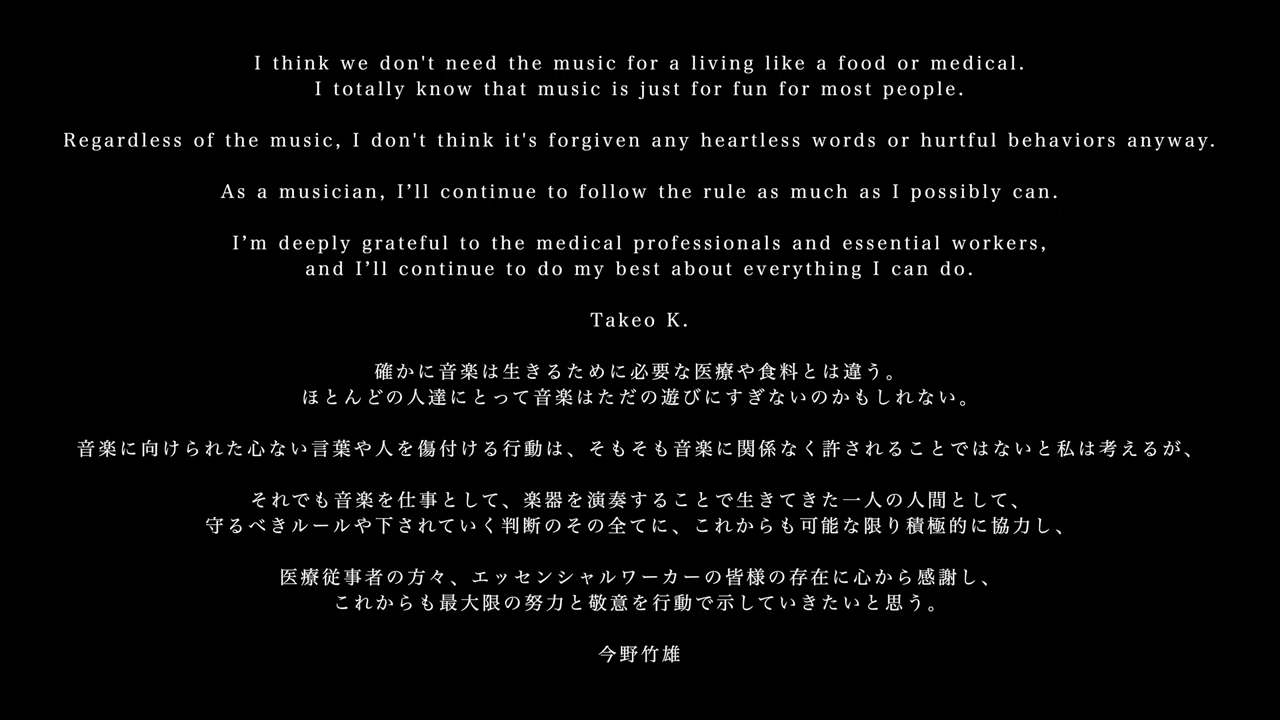 I think we don't need the music for a living like a food or medical.
I totally know that music is just for fun for most people.
Regardless of the music, I don't think it's forgiven any heartless words or hurtful behaviors anyway.
As a musician, I’ll continue to follow the rule as much as I possibly can.
I’m deeply grateful to the medical professionals and essential workers,
and I’ll continue to do my best about everything I can do.
Takeo K.
確かに音楽は生きるために必要な医療や食料とは違う。
ほとんどの人達にとって音楽はただの遊びにすぎないのかもしれない。
音楽に向けられた心ない言葉や人を傷付ける行動は、そもそも音楽に関係なく許されることではないと私は考えるが、
それでも音楽を仕事として、楽器を演奏することで生きてきた一人の人間として、
守るべきルールや下されていく判断のその全てに、これからも可能な限り積極的に協力し、
医療従事者の方々、エッセンシャルワーカーの皆様の存在に心から感謝し、
これからも最大限の努力と敬意を行動で示していきたいと思う。
今野竹雄